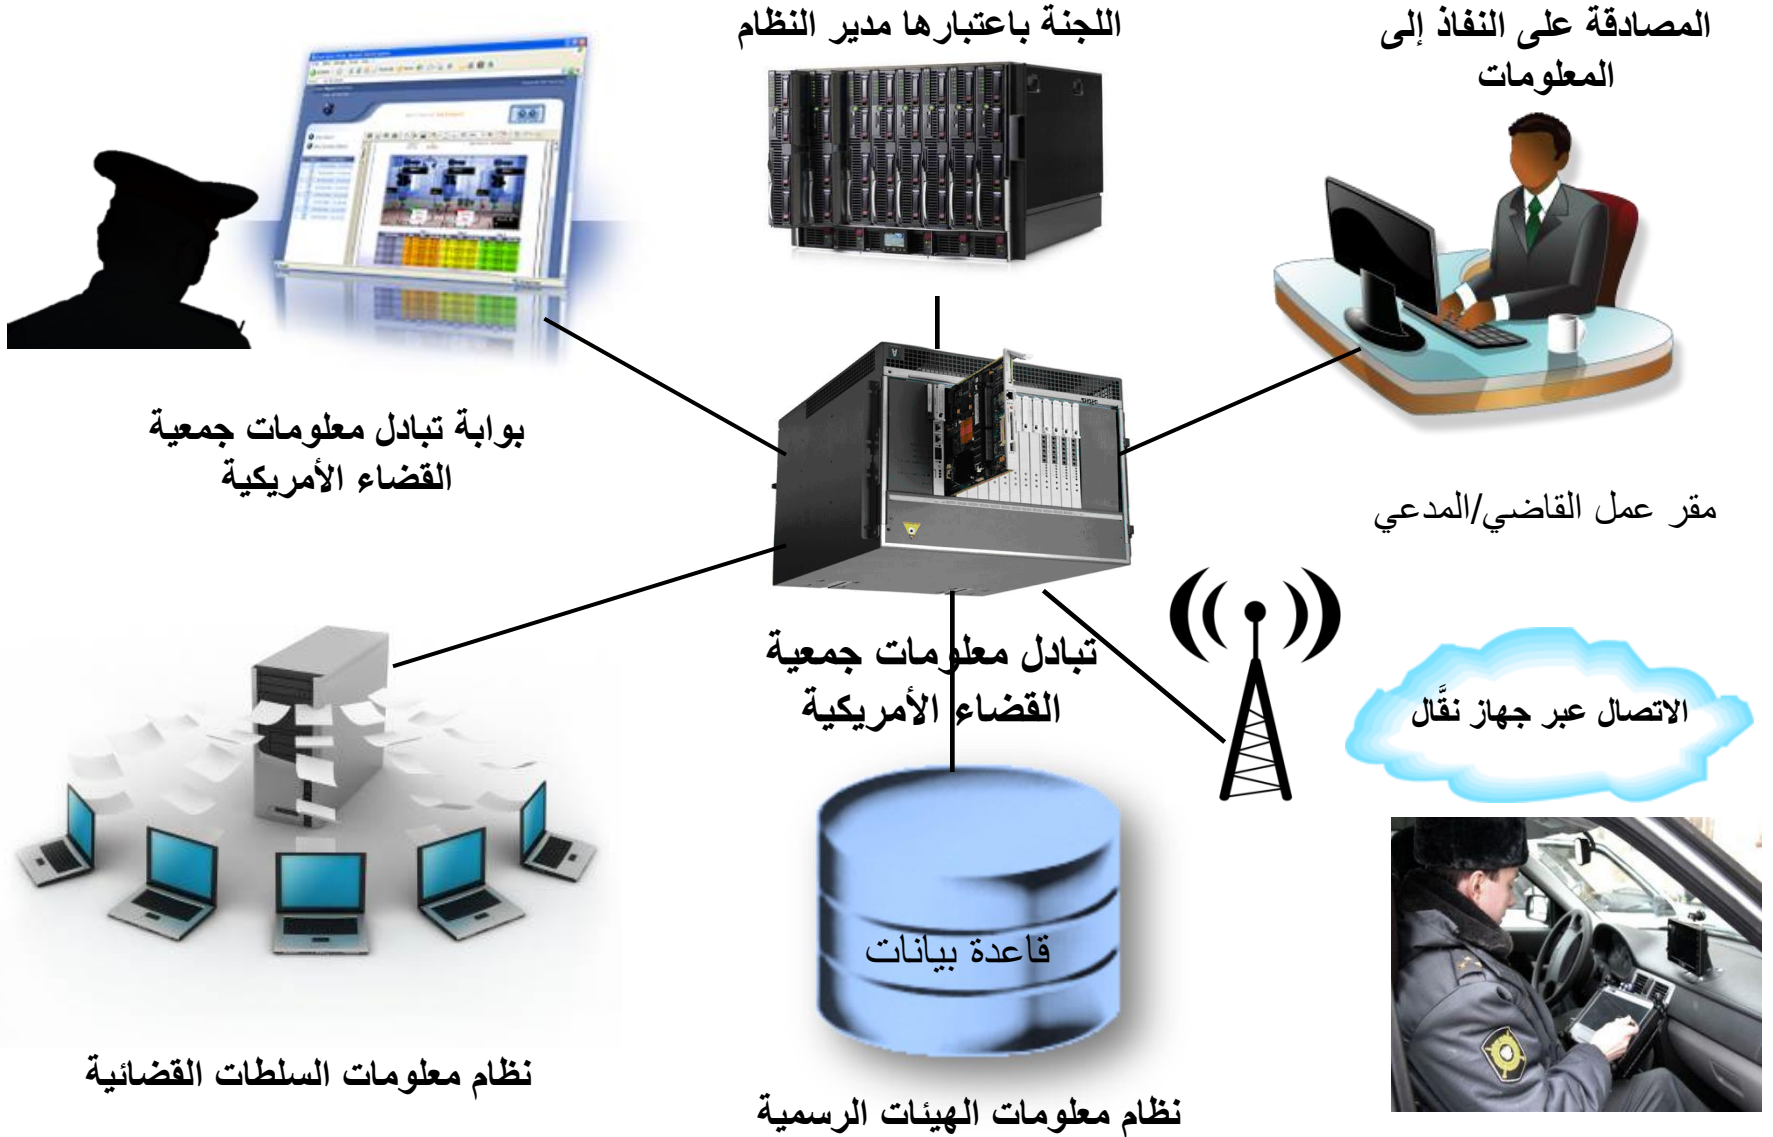 اللجنة باعتبارها مدير النظام
المصادقة على النفاذ إلى
المعلومات
بوابة تبادل معلومات جمعية
القضاء الأمريكية
مقر عمل القاضي/المدعي
تبادل معلومات جمعية
القضاء الأمريكية
الاتصال عبر جهاز نقَّال
قاعدة بيانات
نظام معلومات السلطات القضائية
نظام معلومات الهيئات الرسمية